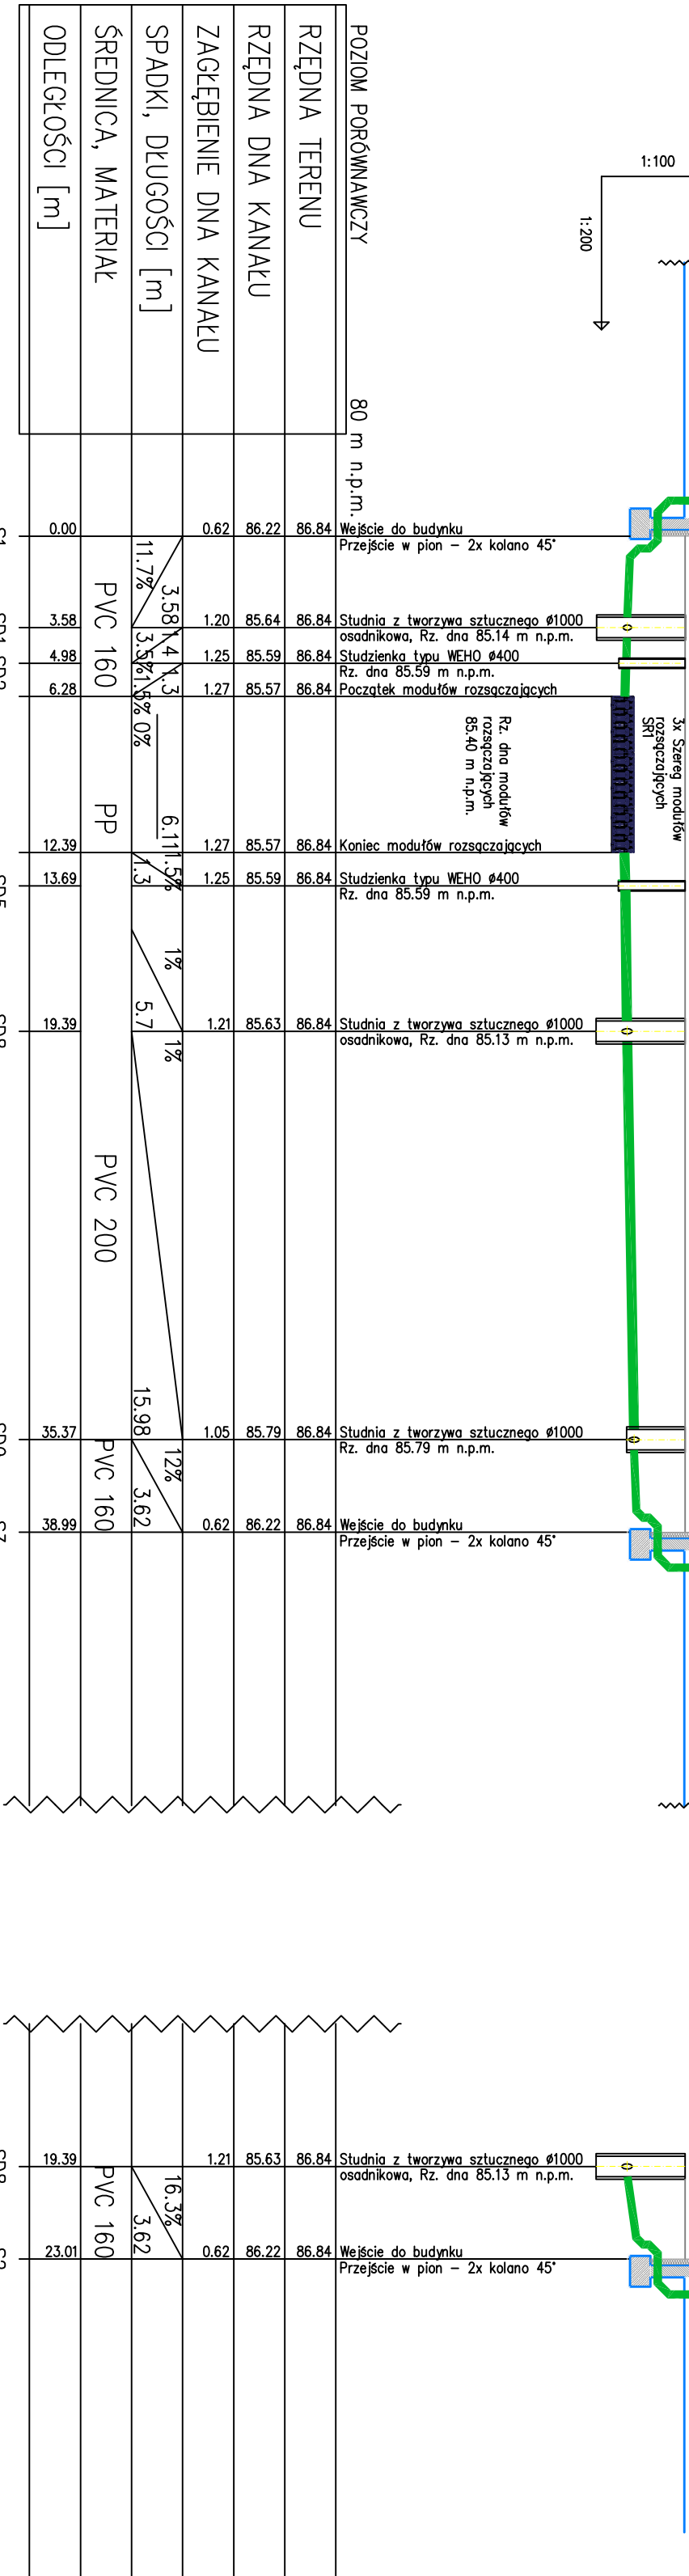 1:100
1:200
3x Szereg modułów
rozsączających
SR1
Rz. dna modułów
rozsączających
85.40 m n.p.m.
POZIOM PORÓWNAWCZY 80 m n.p.m.
RZĘDNA TERENU
RZĘDNA DNA KANAŁU
ZAGŁĘBIENIE DNA KANAŁU
SPADKI, DŁUGOŚCI [m]
ŚREDNICA, MATERIAŁ
ODLEGŁOŚCI [m]
Wejście do budynku
Przejście w pion – 2x kolano 45°
86.84
86.22
0.62
0.00
11.7%
3.58
PVC 160
Studnia z tworzywa sztucznego ø1000
osadnikowa, Rz. dna 85.14 m n.p.m.
86.84
85.64
1.20
3.58
3.5%
1.4
Studzienka typu WEHO ø400
Rz. dna 85.59 m n.p.m.
86.84
85.59
1.25
4.98
1.5%
1.3
Początek modułów rozsączających
86.84
85.57
1.27
6.28
0%
6.11
PP
Koniec modułów rozsączających
86.84
85.57
1.27
12.39
1.5%
1.3
Studzienka typu WEHO ø400
Rz. dna 85.59 m n.p.m.
86.84
85.59
1.25
13.69
1%
5.7
Studnia z tworzywa sztucznego ø1000
osadnikowa, Rz. dna 85.13 m n.p.m.
86.84
85.63
1.21
19.39
1%
15.98
PVC 200
Studnia z tworzywa sztucznego ø1000
Rz. dna 85.79 m n.p.m.
86.84
85.79
1.05
35.37
12%
3.62
PVC 160
Wejście do budynku
Przejście w pion – 2x kolano 45°
86.84
86.22
0.62
38.99
Studnia z tworzywa sztucznego ø1000
osadnikowa, Rz. dna 85.13 m n.p.m.
86.84
85.63
1.21
19.39
16.3%
3.62
PVC 160
Wejście do budynku
Przejście w pion – 2x kolano 45°
86.84
86.22
0.62
23.01